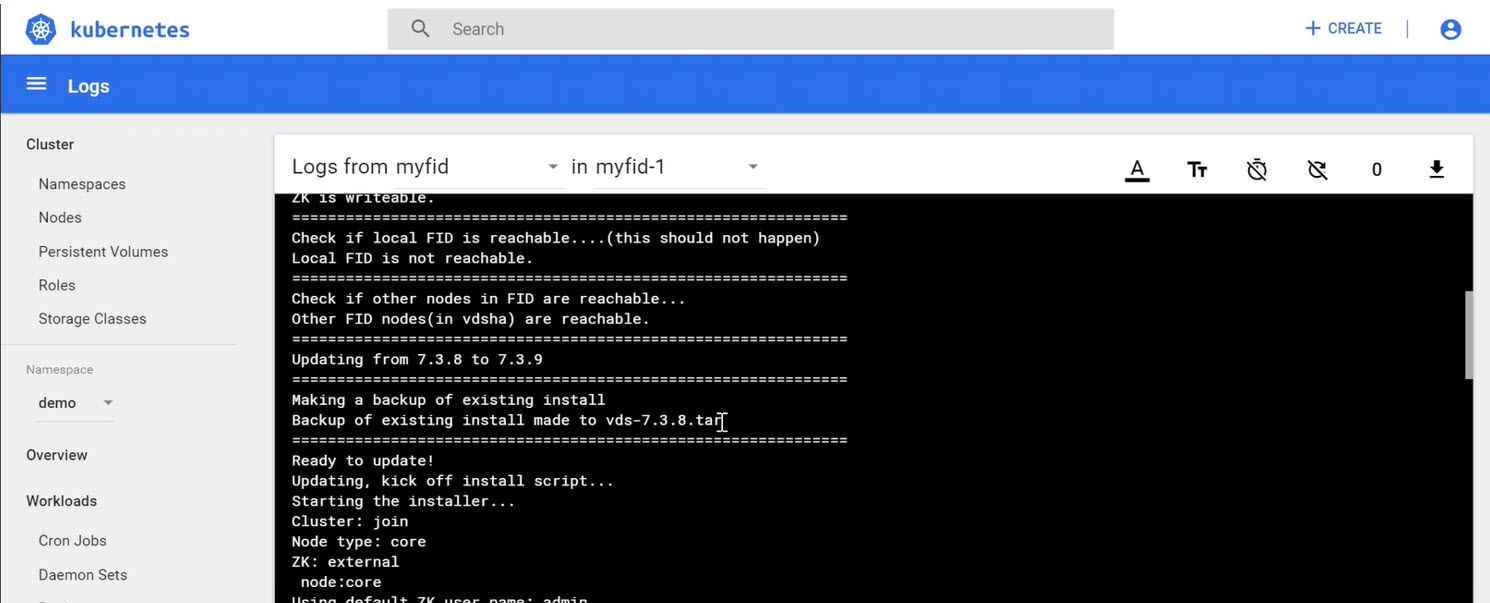 kubernetes
Search
+ CREATE
Logs
Cluster
Namespaces
Nodes
Persistent Volumes
Roles
Storage Classes
Namespace
demo
Overview
Workloads
Cron Jobs
Daemon Sets
Logs from myfid in myfid-1
A
TT
0
ZK is writeable.
==============================================================
Check if local FID is reachable....(this should not happen)
Local FID is not reachable.
==============================================================
Check if other nodes in FID are reachable...
Other FID nodes(in vdsha) are reachable.
==============================================================
Updating from 7.3.8 to 7.3.9
==============================================================
Making a backup of existing install
Backup of existing install made to vds-7.3.8.tar
==============================================================
Ready to update!
Updating, kick off install script...
Starting the installer...
Cluster: join
Node type: core
ZK: external
node:core
Using default ZK user name: admin